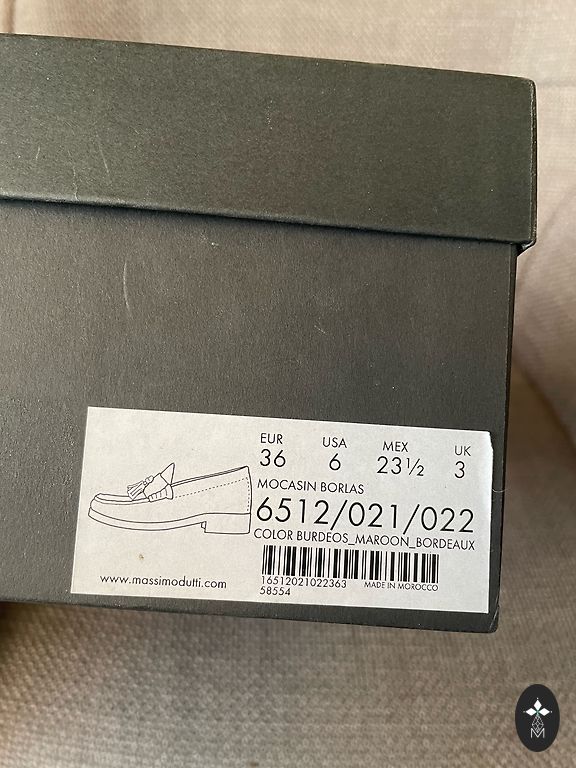 EUR USA MEX UK
36 6 23½ 3
MOCASIN BORLAS
6512/021/022
COLOR BURDEOS_MAROON_BORDEAUX
16512021022363 MADE IN MOROCCO
58554
www.massimodutti.com
M